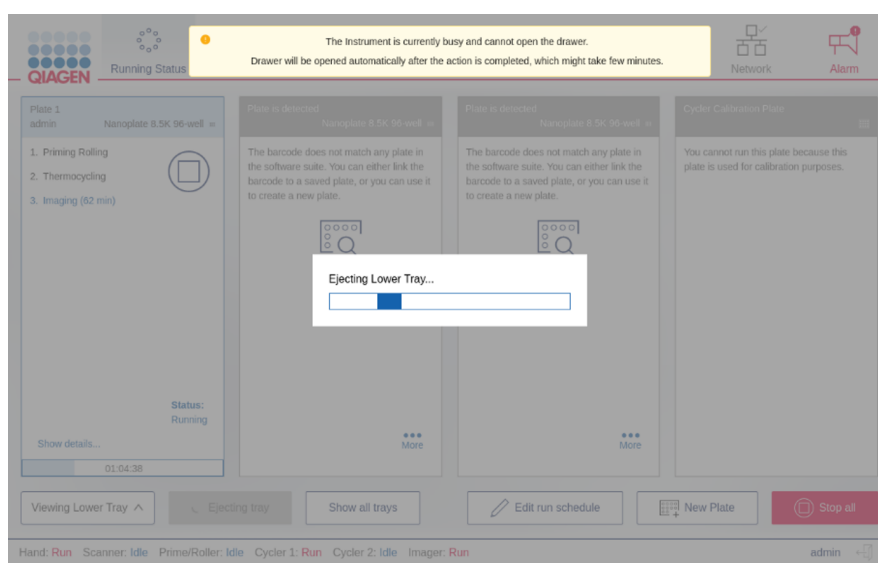 The Instrument is currently busy and cannot open the drawer.
Drawer will be opened automatically after the action is completed, which might take few minutes.
QIAGEN
Running Status
Network
Alarm
Plate 1
admin Nanoplate 8.5K 96-well
1. Priming Rolling
2. Thermocycling
3. Imaging (62 min)
Status:
Running
Show details...
01:04:38
Plate is detected
Nanoplate 8.5K 96-well
The barcode does not match any plate in
the software suite. You can either link the
barcode to a saved plate, or you can use it
to create a new plate.
More
Plate is detected
Nanoplate 8.5K 96-well
The barcode does not match any plate in
the software suite. You can either link the
barcode to a saved plate, or you can use it
to create a new plate.
More
Cycler Calibration Plate
You cannot run this plate because this
plate is used for calibration purposes.
Ejecting Lower Tray...
Viewing Lower Tray
Ejecting tray
Show all trays
Edit run schedule
New Plate
Stop all
Hand: Run Scanner: Idle Prime/Roller: Idle Cycler 1: Run Cycler 2: Idle Imager: Run
admin